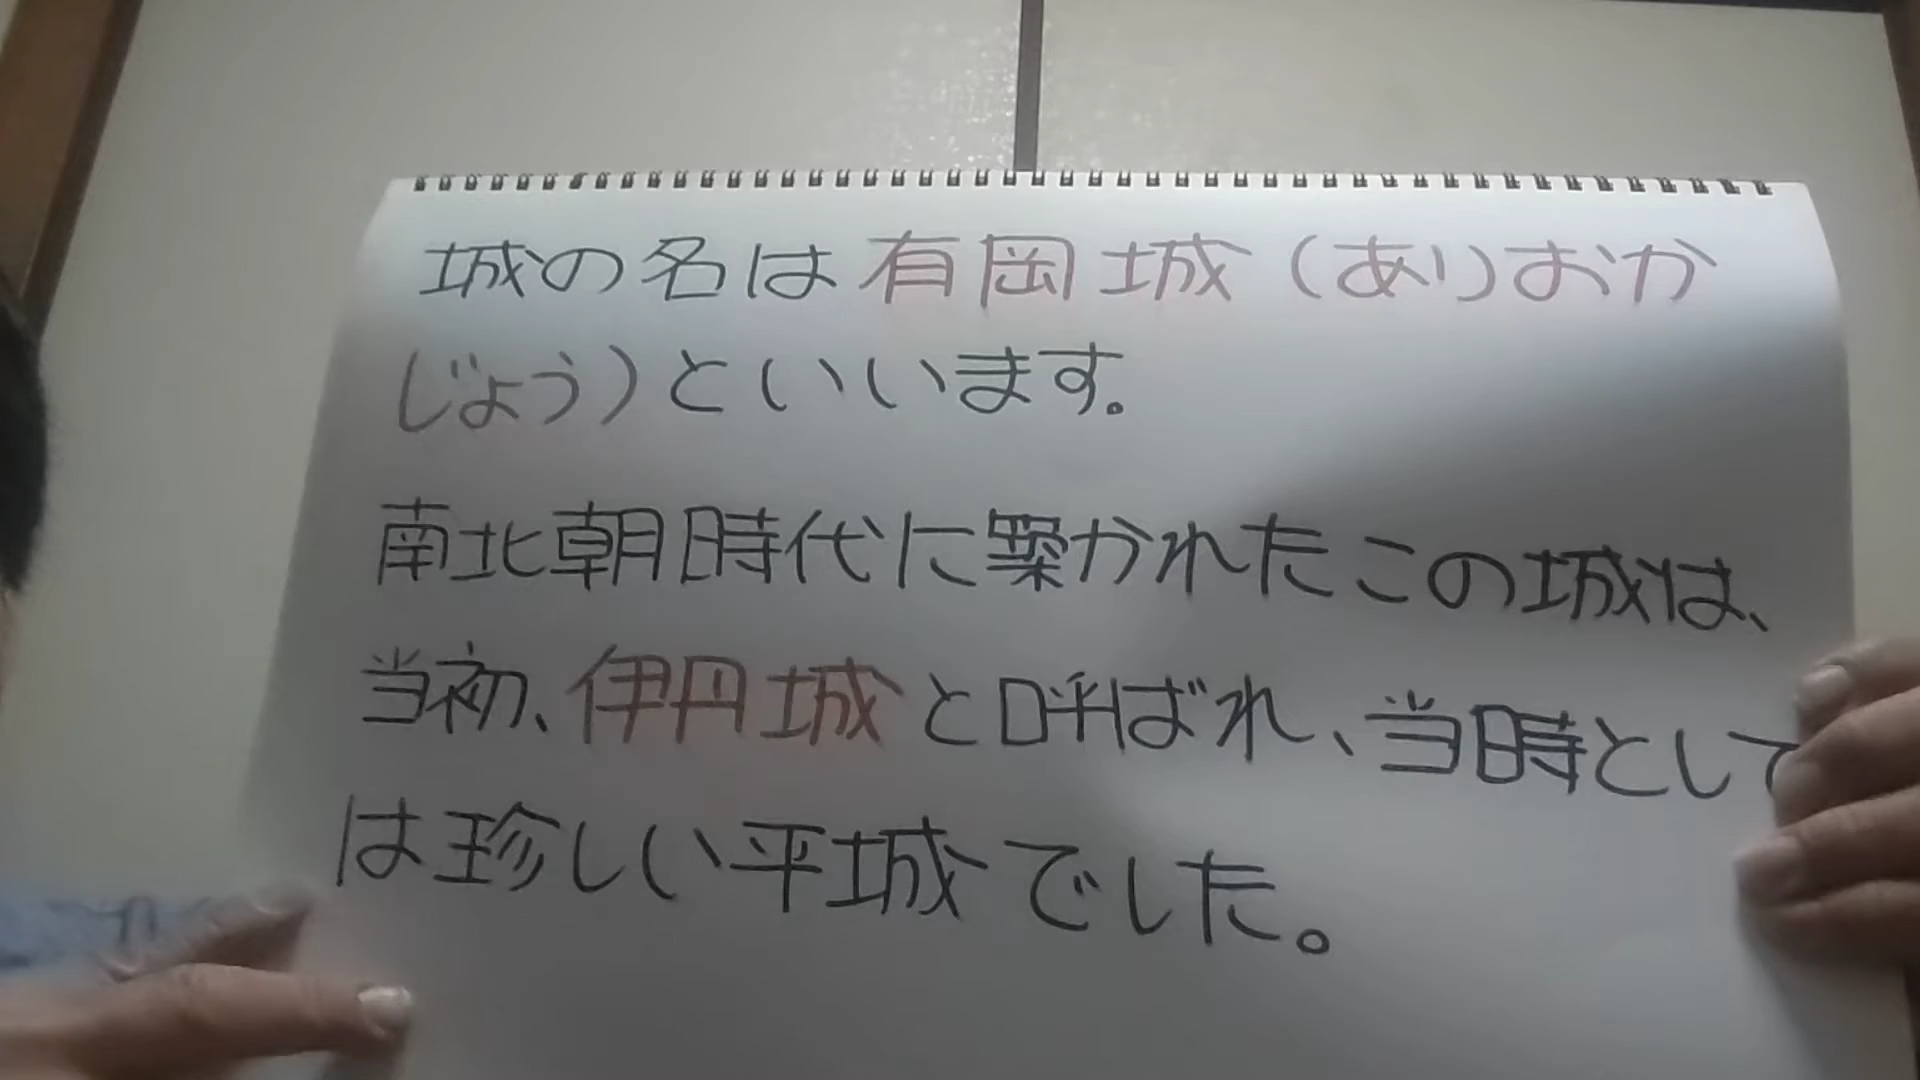 城の名は有岡城(ありおか
じょう)といいます。
南北朝時代に築かれたこの城は、
当初、伊丹城と呼ばれ、当時として
は珍しい平城でした。